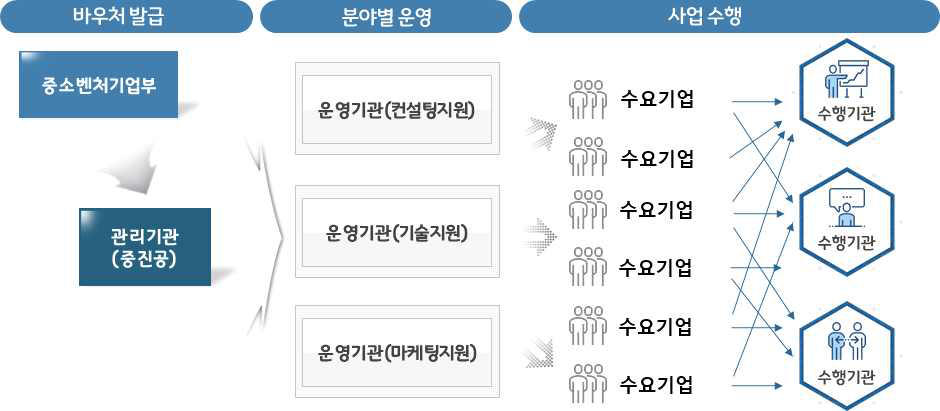 바우처 발급
분야별 운영
사업 수행
중소벤처기업부
관리기관
(중진공)
운영기관(컨설팅지원)
운영기관(기술지원)
운영기관(마케팅지원)
수요기업
수요기업
수요기업
수요기업
수요기업
수요기업
수행기관
수행기관
수행기관